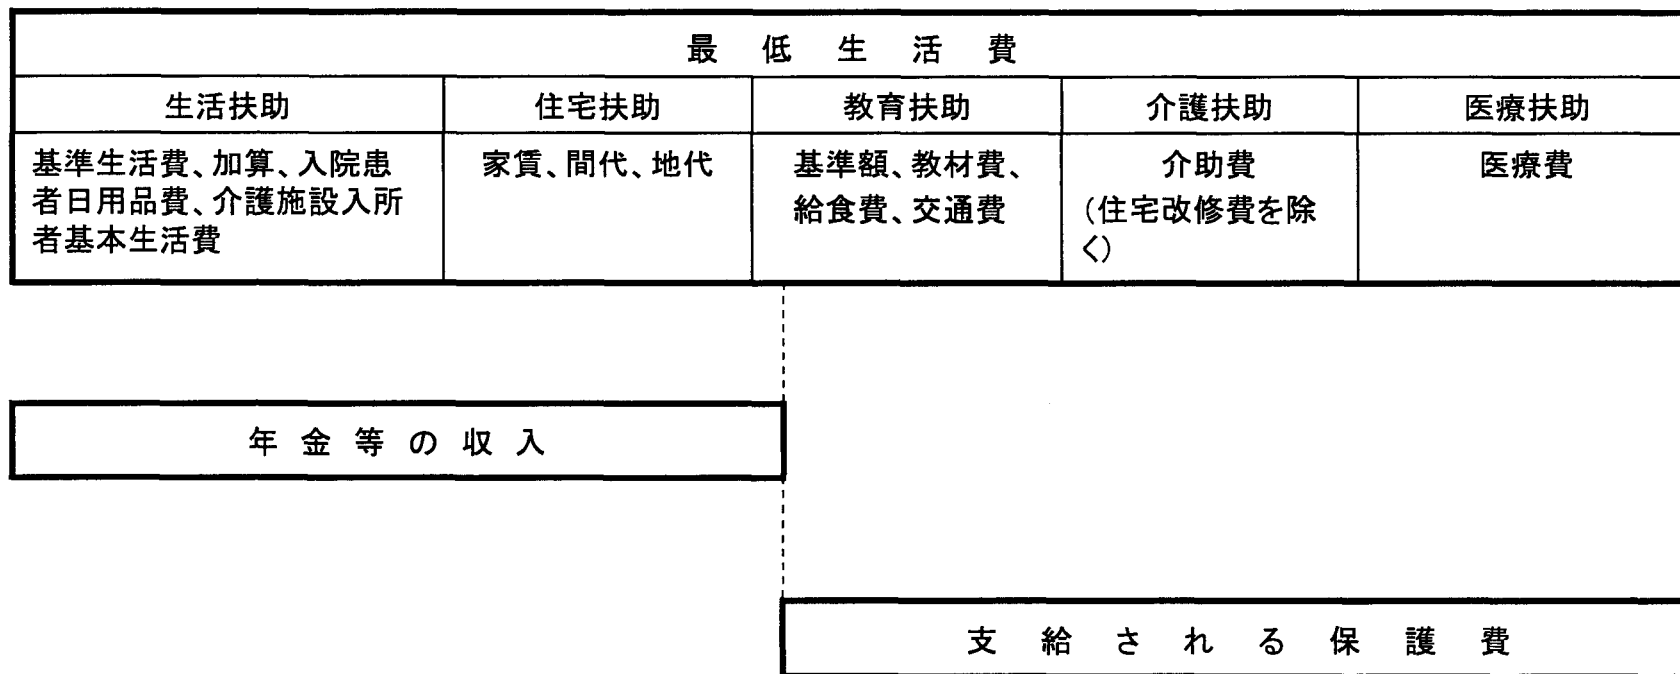 最低生活費
生活扶助
住宅扶助
教育扶助
介護扶助
医療扶助
基準生活費、加算、入院患
者日用品費、介護施設入所
者基本生活費
家賃、間代、地代
基準額、教材費、
給食費、交通費
介助費
(住宅改修費を除
く)
医療費
年金等の収入
支給される保護費